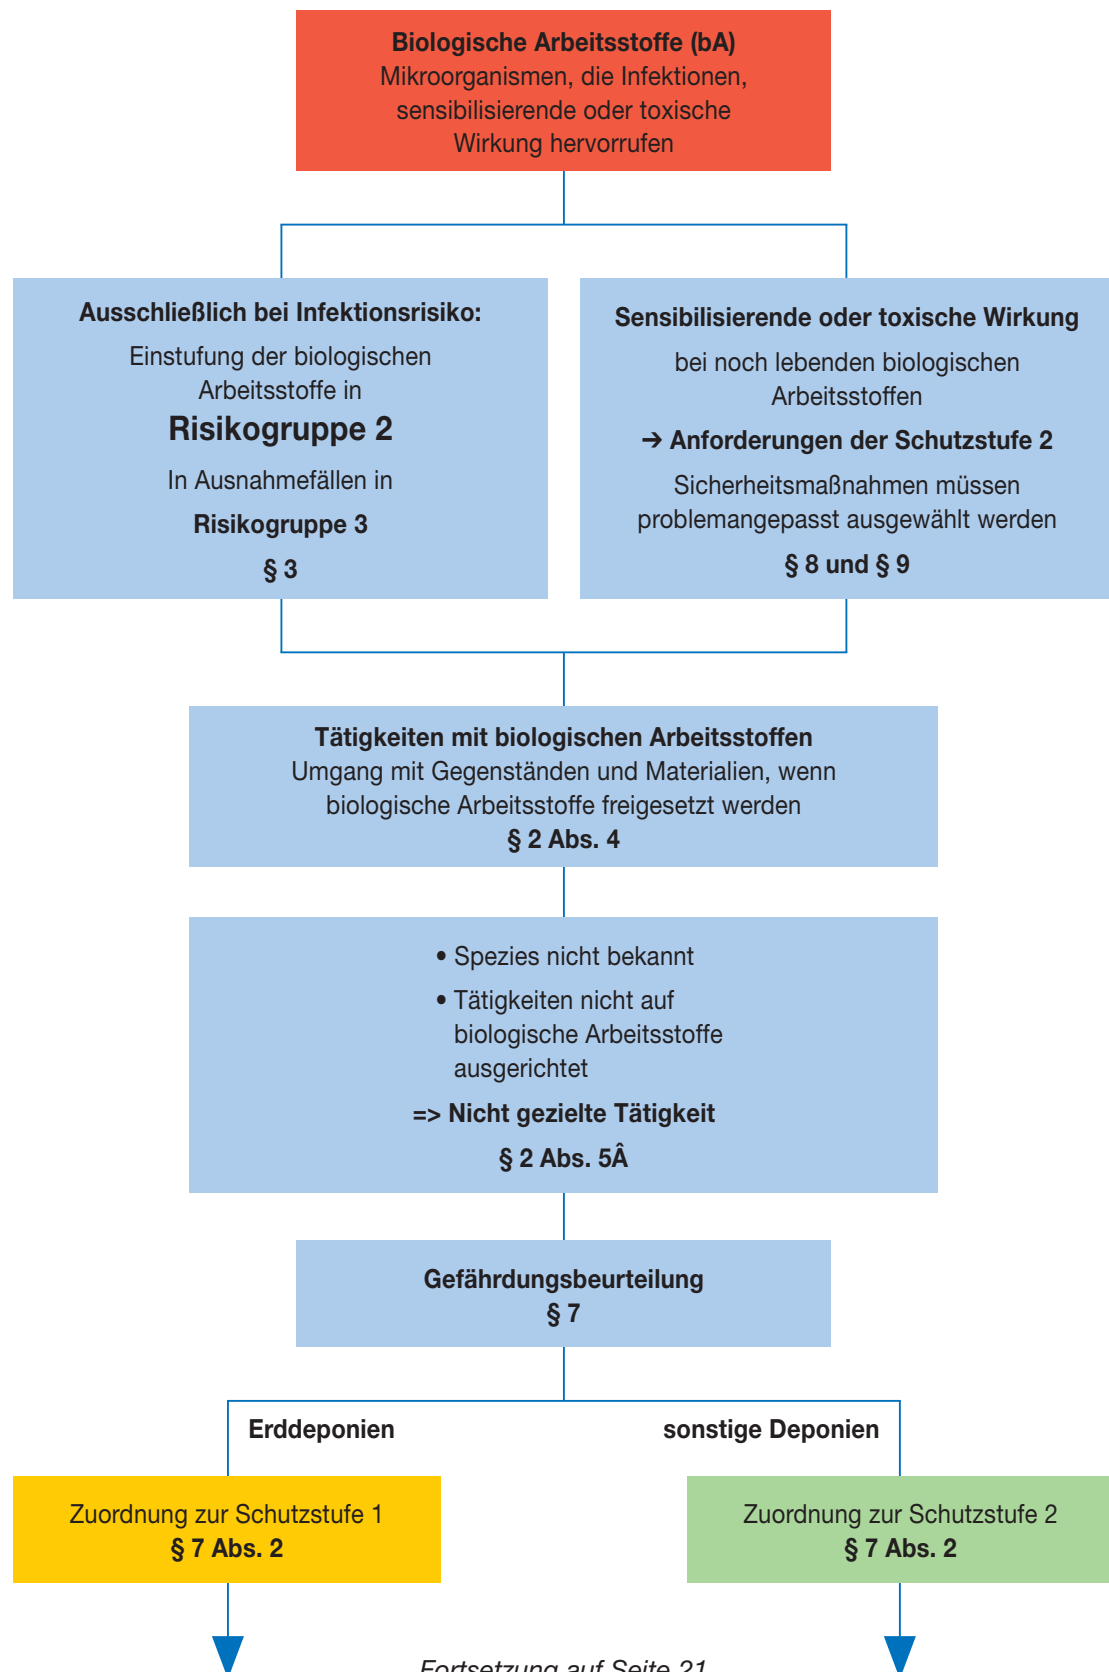 Biologische Arbeitsstoffe (bA)
Mikroorganismen, die Infektionen,
sensibilisierende oder toxische
Wirkung hervorrufen
Ausschließlich bei Infektionsrisiko:
Einstufung der biologischen
Arbeitsstoffe in
Risikogruppe 2
In Ausnahmefällen in
Risikogruppe 3
§ 3
Sensibilisierende oder toxische Wirkung
bei noch lebenden biologischen
Arbeitsstoffen
➔ Anforderungen der Schutzstufe 2
Sicherheitsmaßnahmen müssen
problemangepasst ausgewählt werden
§ 8 und § 9
Tätigkeiten mit biologischen Arbeitsstoffen
Umgang mit Gegenständen und Materialien, wenn
biologische Arbeitsstoffe freigesetzt werden
§ 2 Abs. 4
• Spezies nicht bekannt
• Tätigkeiten nicht auf
biologische Arbeitsstoffe
ausgerichtet
=> Nicht gezielte Tätigkeit
§ 2 Abs. 5Â
Gefährdungsbeurteilung
§ 7
Erddeponien
sonstige Deponien
Zuordnung zur Schutzstufe 1
§ 7 Abs. 2
Zuordnung zur Schutzstufe 2
§ 7 Abs. 2
Fortsetzung auf Seite 21